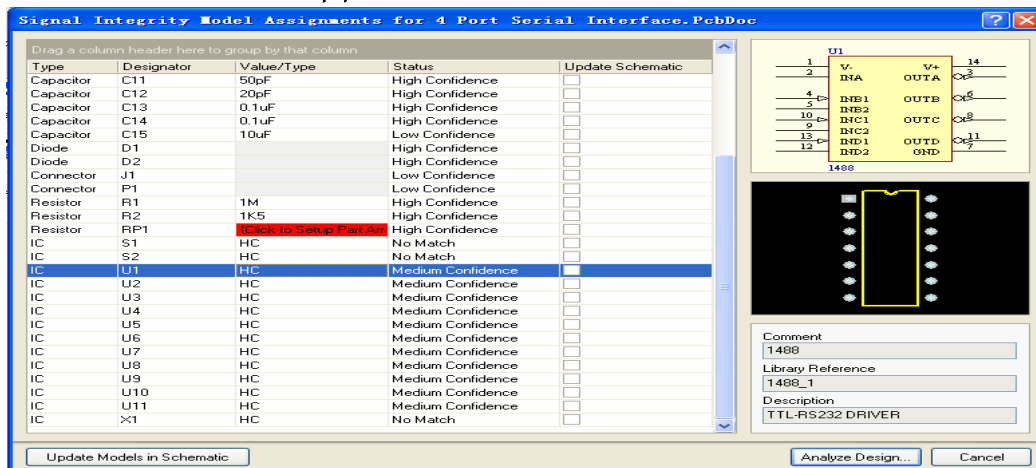 Signal Integrity Model Assignments for 4 Port Serial Interface.PcbDoc
Drag a column header here to group by that column
Type Designator Value/Type Status Update Schematic
Capacitor C11 50pF High Confidence
Capacitor C12 20pF High Confidence
Capacitor C13 0.1uF High Confidence
Capacitor C14 0.1uF High Confidence
Capacitor C15 10uF Low Confidence
Diode D1 High Confidence
Diode D2 High Confidence
Connector J1 Low Confidence
Connector P1 Low Confidence
Resistor R1 1M High Confidence
Resistor R2 1K5 High Confidence
Resistor RP1 (Click to Setup Part Arr High Confidence
IC S1 HC No Match
IC S2 HC No Match
IC U1 HC Medium Confidence
IC U2 HC Medium Confidence
IC U3 HC Medium Confidence
IC U4 HC Medium Confidence
IC U5 HC Medium Confidence
IC U6 HC Medium Confidence
IC U7 HC Medium Confidence
IC U8 HC Medium Confidence
IC U9 HC Medium Confidence
IC U10 HC Medium Confidence
IC U11 HC Medium Confidence
IC X1 HC No Match
U1
1 V- V+ 14
2 INA OUTA 3
4 INB1 OUTB 6
5 INB2
10 INC1 OUTC 8
9 INC2
13 IND1 OUTD 11
12 IND2 GND 7
1488
Comment
1488
Library Reference
1488_1
Description
TTL-RS232 DRIVER
Update Models in Schematic
Analyze Design... Cancel